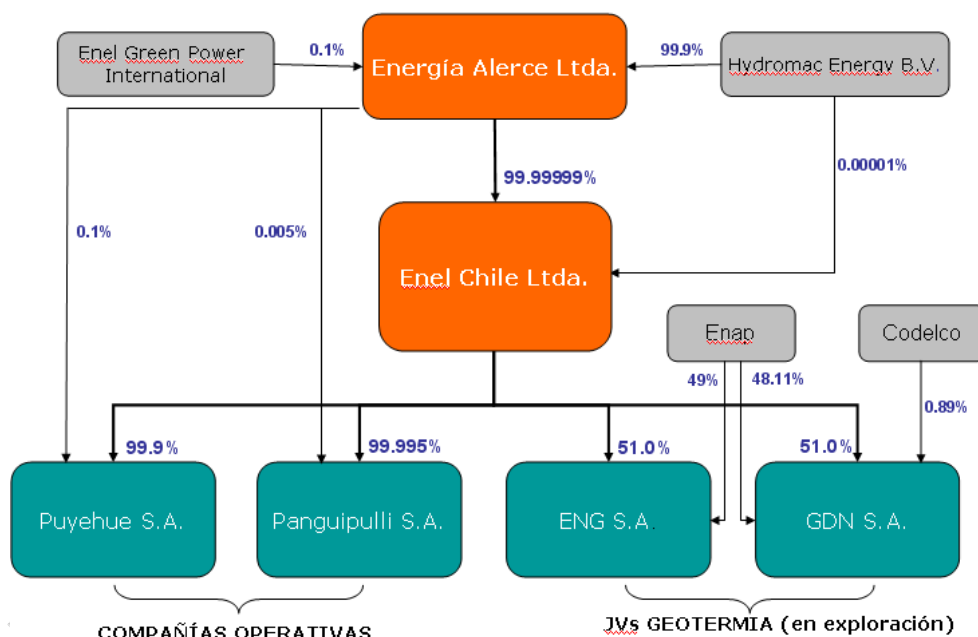 Enel Green Power
International
0.1%
Energía Alerce Ltda.
99.9%
Hydromac Energy B.V.
99.99999%
0.00001%
0.1%
0.005%
Enel Chile Ltda.
Enap
Codelco
49%
48.11%
0.89%
99.9%
99.995%
51.0%
51.0%
Puyehue S.A.
Panguipulli S.A.
ENG S.A.
GDN S.A.
COMPAÑÍAS OPERATIVAS
JVs GEOTERMIA (en exploración)